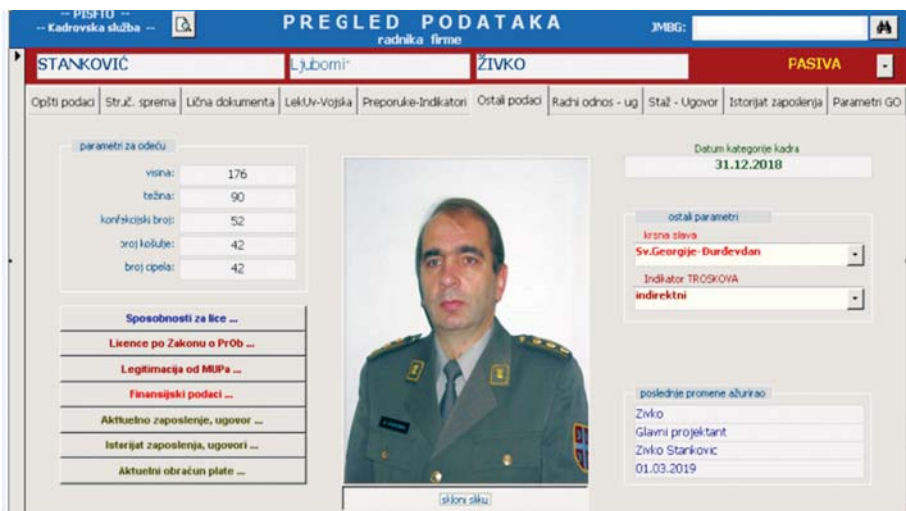 -- PISFTO --
-- Kadrovska služba --
PREGLED PODATAKA
radnika firme
JMBG:
STANKOVIĆ
Ljubomir
ŽIVKO
PASIVA
Opšti podaci
Struč. sprema
Lična dokumenta
LekUv-Vojska
Preporuke-Indikatori
Ostali podaci
Radni odnos - ug
Staž - Ugovor
Istorijat zaposlenja
Parametri GO
parametri za odeću
visina: 176
težina: 90
konfekcijski broj: 52
broj košulje: 42
broj cipela: 42
Sposobnosti za lice ...
Licence po Zakonu o PrOb ...
Legitimacija od MUPa ...
Finansijski podaci ...
Akttuelno zaposlenje, ugovor ...
Isterijat zaposlenja, ugovori ...
Aktuelni obračun plate ...
skloni sliku
Datum kategorije kadra
31.12.2018
ostali parametri
krsna slava
Sv.Georgije-Đurđevdan
Indikator TROSKOVA
indirektni
poslednje promene ažurirao
Zivko
Glavni projektant
Zivko Stankovic
01.03.2019